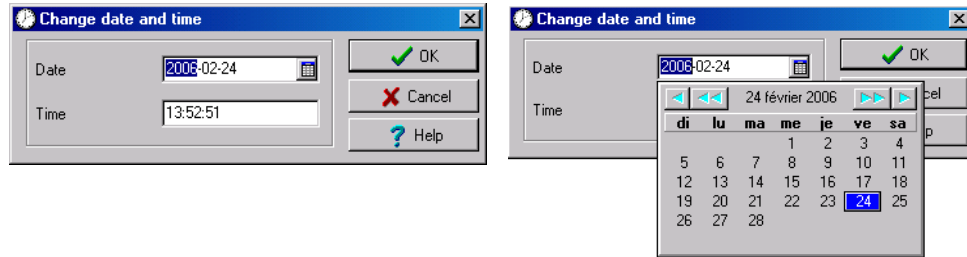 Change date and time
Date 2006-02-24
Time 13:52:51
OK
Cancel
Help
Change date and time
Date 2006-02-24
Time
OK
cel
p
24 février 2006
di lu ma me je ve sa
1 2 3 4
5 6 7 8 9 10 11
12 13 14 15 16 17 18
19 20 21 22 23 24 25
26 27 28